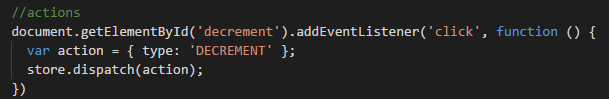 //actions
document.getElementById('decrement').addEventListener('click', function () {
  var action = { type: 'DECREMENT' };
  store.dispatch(action);
})